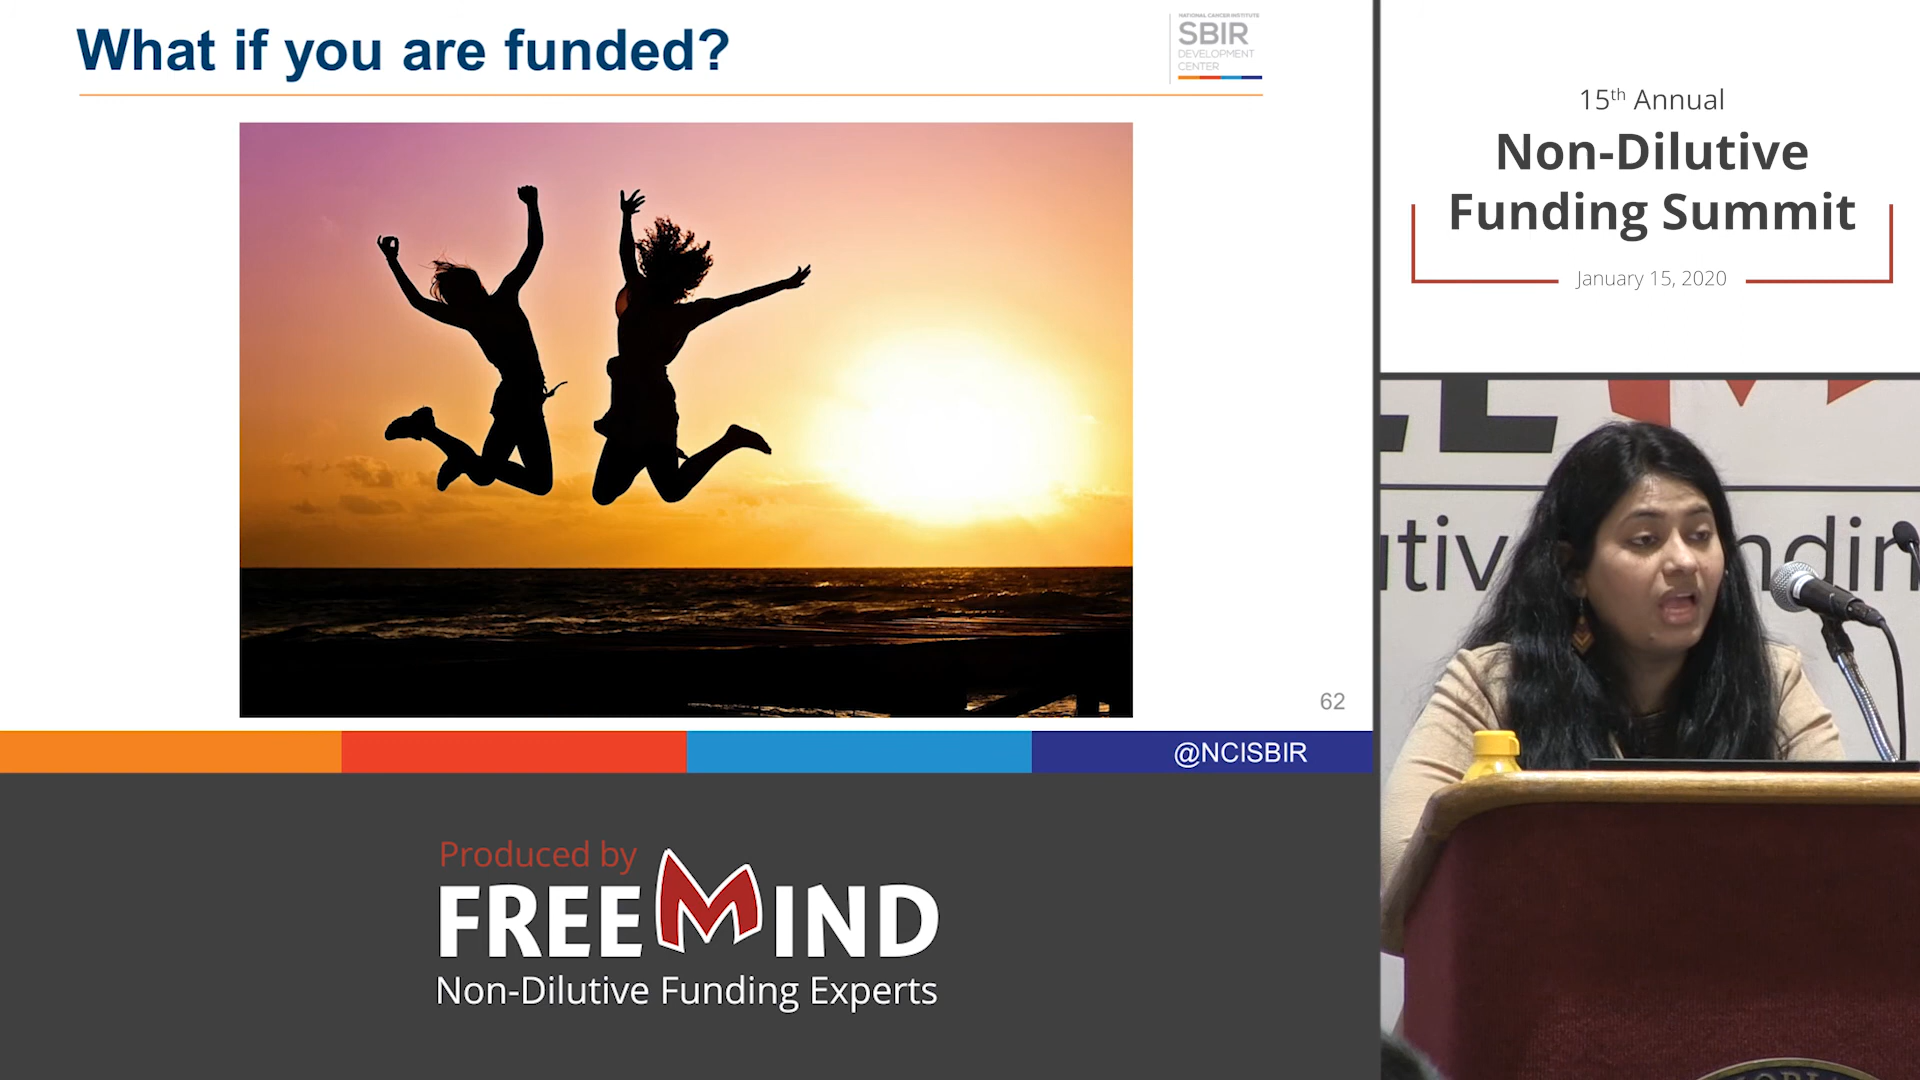 What if you are funded?
NATIONAL CANCER INSTITUTE
SBIR
DEVELOPMENT
CENTER
62
@NCISBIR
Produced by
FREEMIND
Non-Dilutive Funding Experts
15th Annual
Non-Dilutive
Funding Summit
January 15, 2020